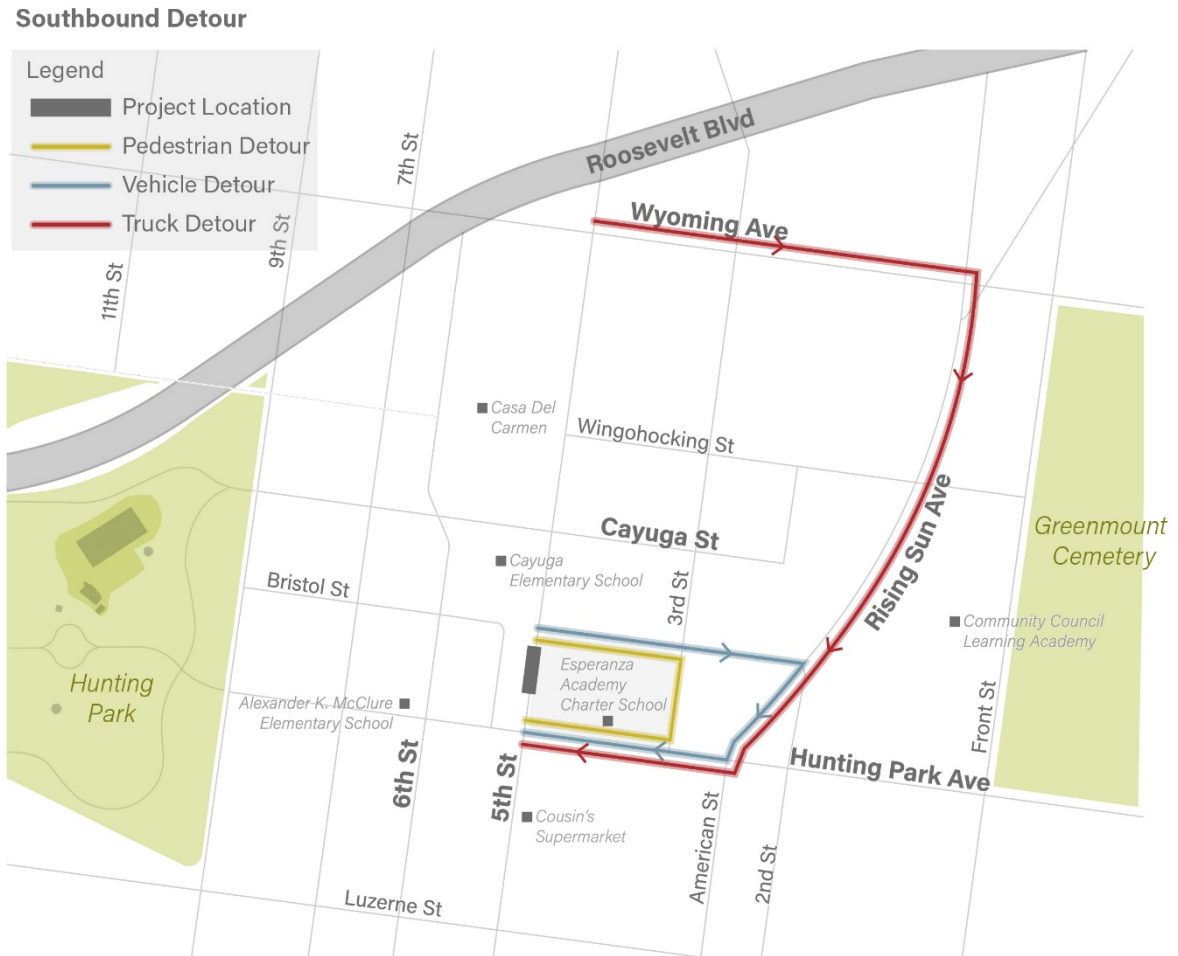 Southbound Detour
Legend
Project Location
Pedestrian Detour
Vehicle Detour
Truck Detour
7th St
Roosevelt Blvd
9th St
11th St
Wyoming Ave
Casa Del
Carmen
Wingohocking St
Cayuga St
Rising Sun Ave
Greenmount
Cemetery
Cayuga
Elementary School
Bristol St
3rd St
Community Council
Learning Academy
Esperanza
Academy
Charter School
Hunting
Park
Alexander K. McClure
Elementary School
Front St
6th St
5th St
Hunting Park Ave
Cousin's
Supermarket
American St
2nd St
Luzerne St